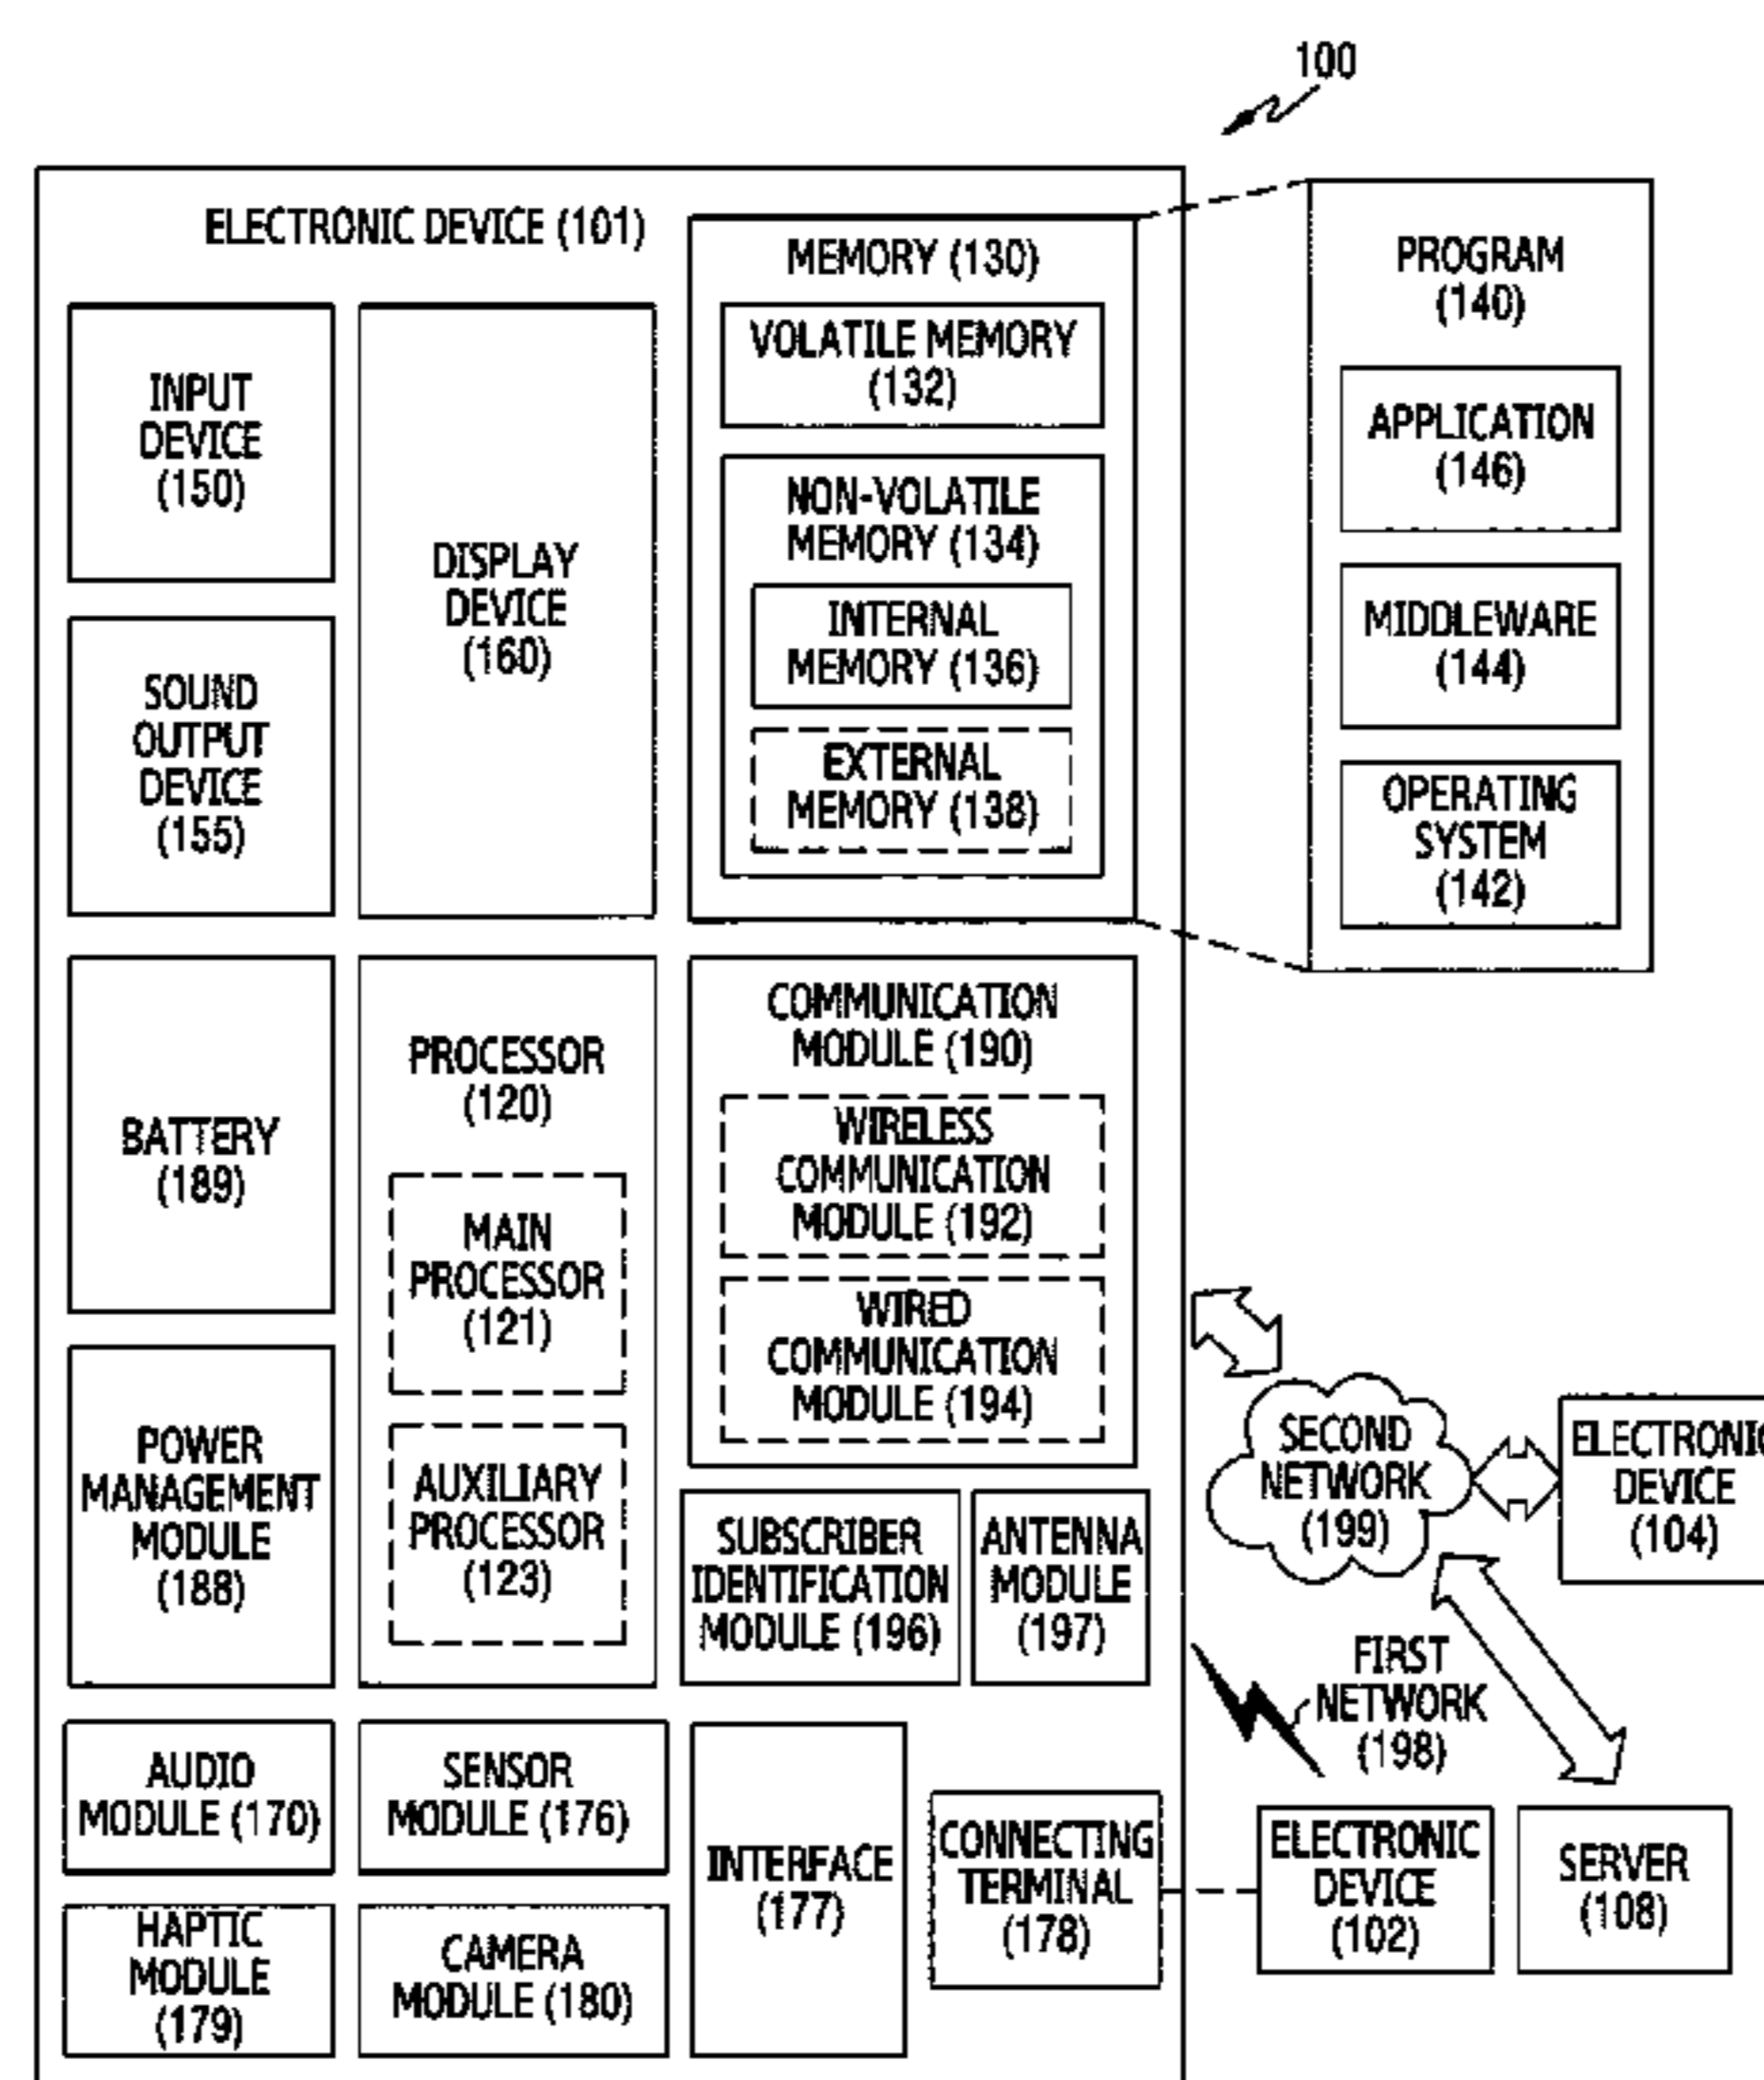 100
ELECTRONIC DEVICE (101)
INPUT
DEVICE
(150)
SOUND
OUTPUT
DEVICE
(155)
DISPLAY
DEVICE
(160)
MEMORY (130)
VOLATILE MEMORY
(132)
NON-VOLATILE
MEMORY (134)
INTERNAL
MEMORY (136)
EXTERNAL
MEMORY (138)
PROGRAM
(140)
APPLICATION
(146)
MIDDLEWARE
(144)
OPERATING
SYSTEM
(142)
BATTERY
(189)
POWER
MANAGEMENT
MODULE
(188)
PROCESSOR
(120)
MAIN
PROCESSOR
(121)
AUXILIARY
PROCESSOR
(123)
COMMUNICATION
MODULE (190)
WIRELESS
COMMUNICATION
MODULE (192)
WIRED
COMMUNICATION
MODULE (194)
SUBSCRIBER
IDENTIFICATION
MODULE (196)
ANTENNA
MODULE
(197)
SECOND
NETWORK
(199)
ELECTRONIC
DEVICE
(104)
FIRST
NETWORK
(198)
AUDIO
MODULE (170)
SENSOR
MODULE (176)
HAPTIC
MODULE
(179)
CAMERA
MODULE (180)
INTERFACE
(177)
CONNECTING
TERMINAL
(178)
ELECTRONIC
DEVICE
(102)
SERVER
(108)